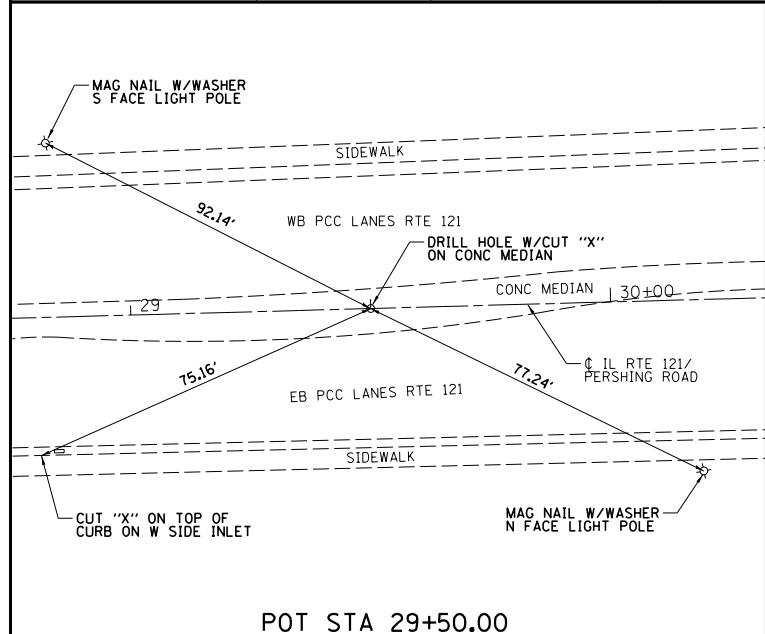 MAG NAIL W/WASHER
S FACE LIGHT POLE
SIDEWALK
92.14'
WB PCC LANES RTE 121
DRILL HOLE W/CUT "X"
ON CONC MEDIAN
CONC MEDIAN
29
30+00
75.16'
77.24'
℄ IL RTE 121/
PERSHING ROAD
EB PCC LANES RTE 121
SIDEWALK
CUT "X" ON TOP OF
CURB ON W SIDE INLET
MAG NAIL W/WASHER
N FACE LIGHT POLE
POT STA 29+50.00